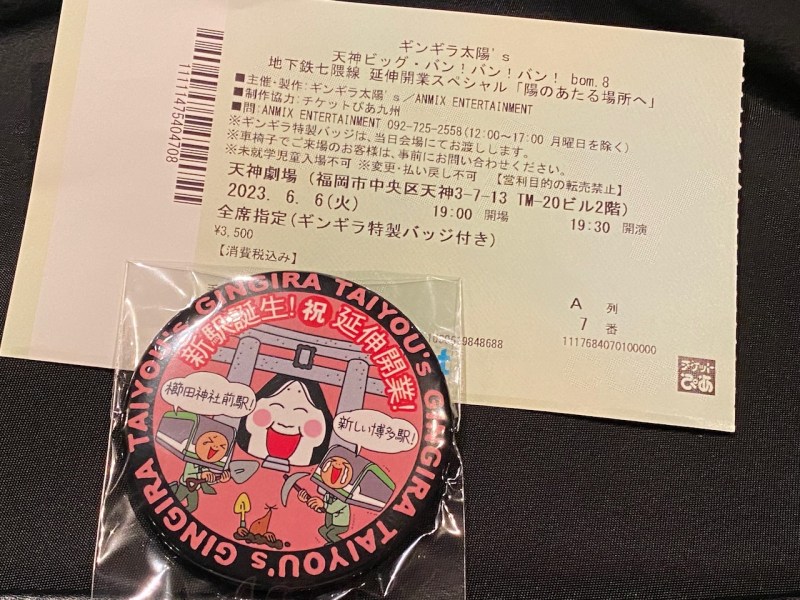 ギンギラ太陽's
天神ビッグ・バン!バン!バン! bom.8
地下鉄七隈線 延伸開業スペシャル「陽のあたる場所へ」
■主催・製作:ギンギラ太陽's/ANMIX ENTERTAINMENT
■制作協力:チケットぴあ九州
■問:ANMIX ENTERTAINMENT 092-725-2558(12:00~17:00 月曜日を除く)
※ギンギラ特製バッジは、当日会場にてお渡しします。
※車椅子でご来場のお客様は、事前にお問い合わせください。
※未就学児童入場不可 ※変更・払い戻し不可 【営利目的の転売禁止】
天神劇場 (福岡市中央区天神3-7-13 TM-20ビル2階)
2023. 6. 6(火) 19:00 開場 19:30 開演
全席指定(ギンギラ特製バッジ付き)
¥3,500
【消費税込み】
A 列
7 番
1117684070100000
チケットぴあ
11111475404708
GINGIRA TAIYOU's GINGIRA TAIYOU's GINGIRA TAIYOU's
新駅誕生!祝延伸開業!
櫛田神社前駅!
新しい博多駅!